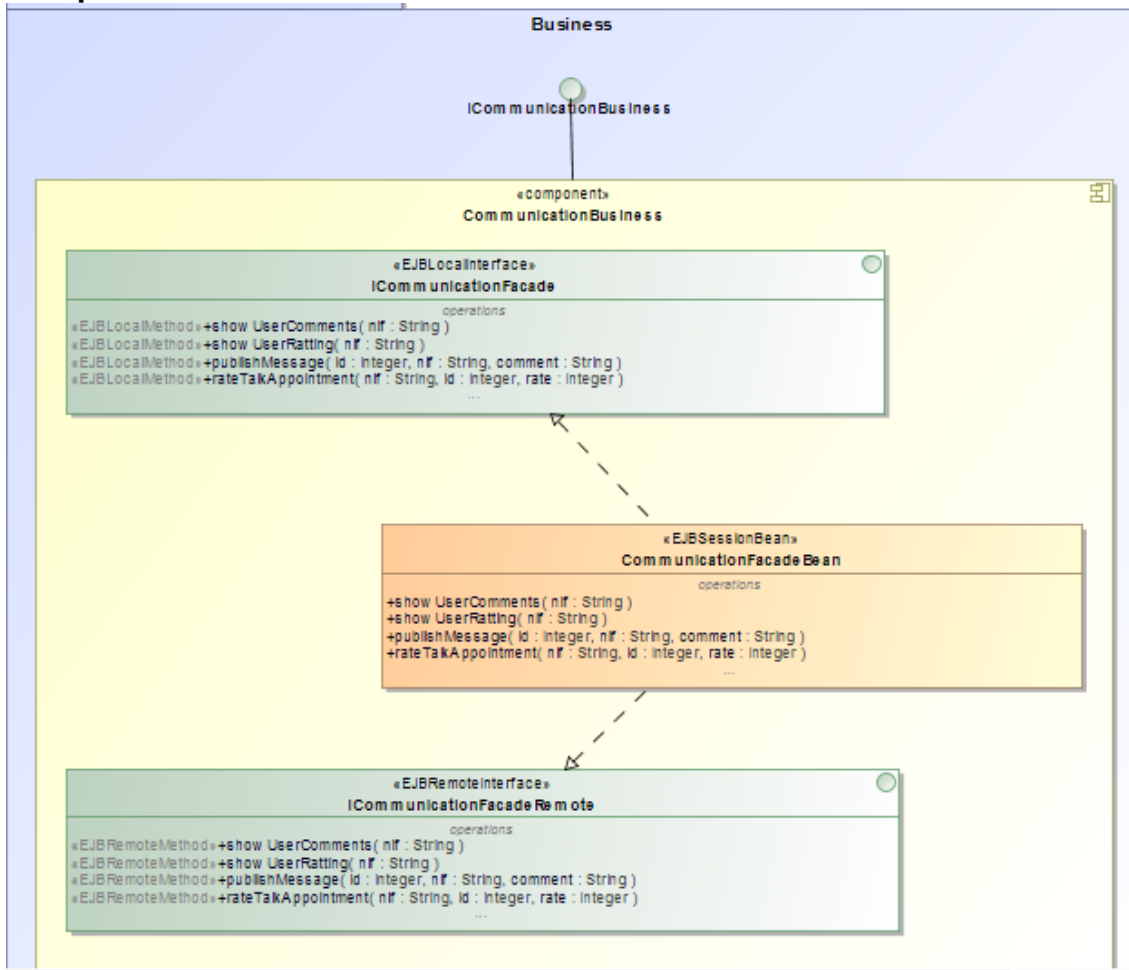 Business
ICommunicationBusiness
«component»
CommunicationBusiness
«EJBLocalInterface»
ICommunicationFacade
operations
«EJBLocalMethod»+showUserComments( nif : String )
«EJBLocalMethod»+showUserRatting( nif : String )
«EJBLocalMethod»+publishMessage( id : Integer, nif : String, comment : String )
«EJBLocalMethod»+rateTalkAppointment( nif : String, id : Integer, rate : Integer )
...
«EJBSessionBean»
CommunicationFacadeBean
operations
+showUserComments( nif : String )
+showUserRatting( nif : String )
+publishMessage( id : Integer, nif : String, comment : String )
+rateTalkAppointment( nif : String, id : Integer, rate : Integer )
...
«EJBRemoteInterface»
ICommunicationFacadeRemote
operations
«EJBRemoteMethod»+showUserComments( nif : String )
«EJBRemoteMethod»+showUserRatting( nif : String )
«EJBRemoteMethod»+publishMessage( id : Integer, nif : String, comment : String )
«EJBRemoteMethod»+rateTalkAppointment( nif : String, id : Integer, rate : Integer )
...